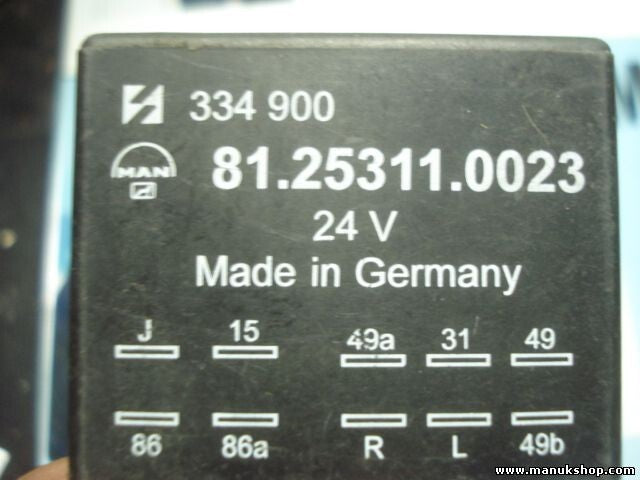 334 900
MAN 81.25311.0023
24 V
Made in Germany
J 15 49a 31 49
86 86a R L 49b
www.manukshop.com